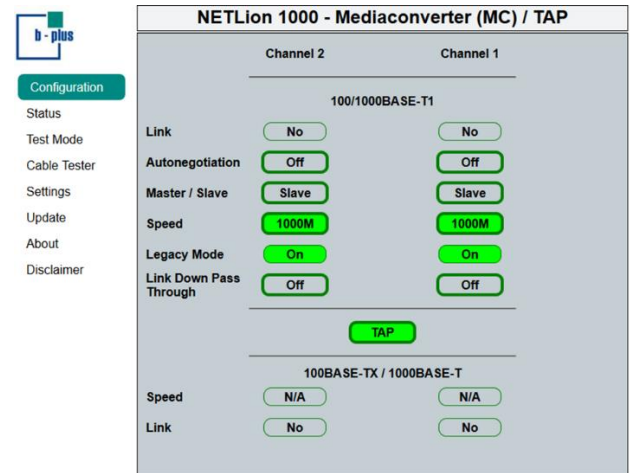 b - plus
NETLion 1000 - Mediaconverter (MC) / TAP
Configuration
Status
Test Mode
Cable Tester
Settings
Update
About
Disclaimer
Channel 2 Channel 1
100/1000BASE-T1
Link No No
Autonegotiation Off Off
Master / Slave Slave Slave
Speed 1000M 1000M
Legacy Mode On On
Link Down Pass
Through Off Off
TAP
100BASE-TX / 1000BASE-T
Speed N/A N/A
Link No No